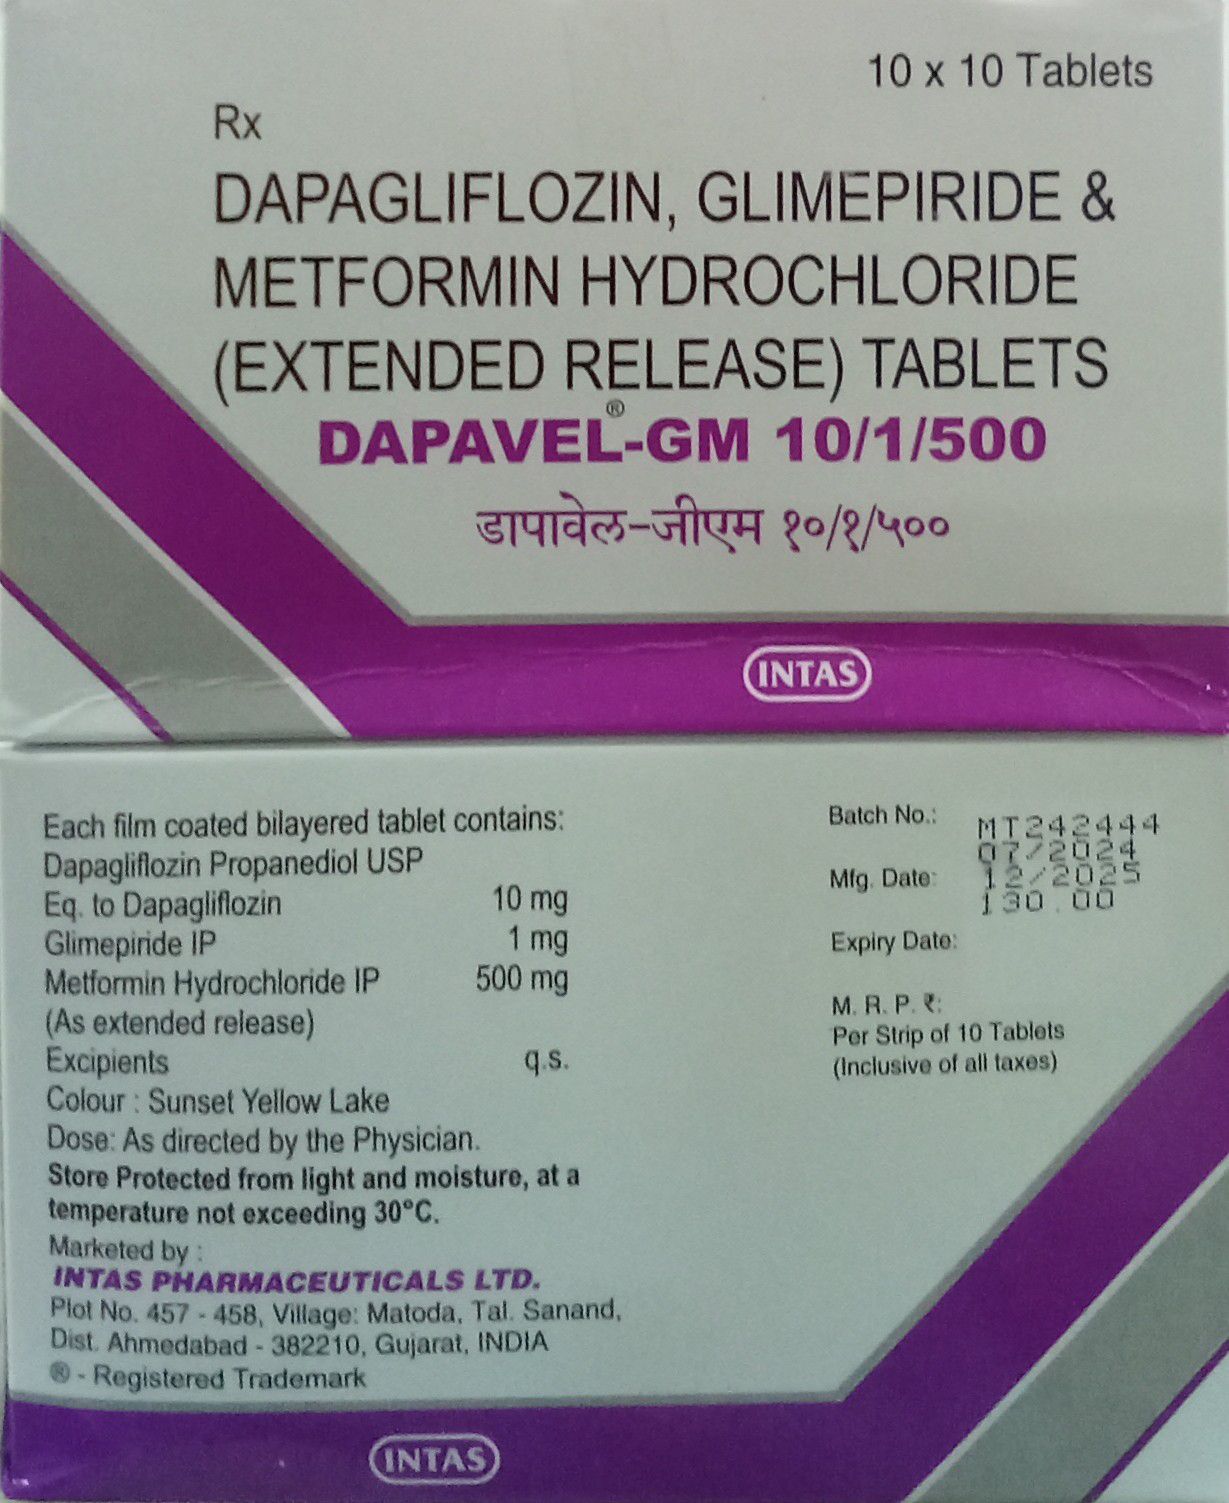 10 x 10 Tablets
Rx
DAPAGLIFLOZIN, GLIMEPIRIDE &
METFORMIN HYDROCHLORIDE
(EXTENDED RELEASE) TABLETS
DAPAVEL®-GM 10/1/500
डापावेल-जीएम १०/१/५००
INTAS
Each film coated bilayered tablet contains:
Dapagliflozin Propanediol USP
Eq. to Dapagliflozin 10 mg
Glimepiride IP 1 mg
Metformin Hydrochloride IP 500 mg
(As extended release)
Excipients q.s.
Colour : Sunset Yellow Lake
Dose: As directed by the Physician.
Store Protected from light and moisture, at a
temperature not exceeding 30°C.
Marketed by :
INTAS PHARMACEUTICALS LTD.
Plot No. 457 - 458, Village: Matoda, Tal. Sanand,
Dist. Ahmedabad - 382210, Gujarat, INDIA
® - Registered Trademark
Batch No.: MT242444
07/2024
Mfg. Date: 12/2025
130.00
Expiry Date:
M. R. P. ₹:
Per Strip of 10 Tablets
(Inclusive of all taxes)
INTAS